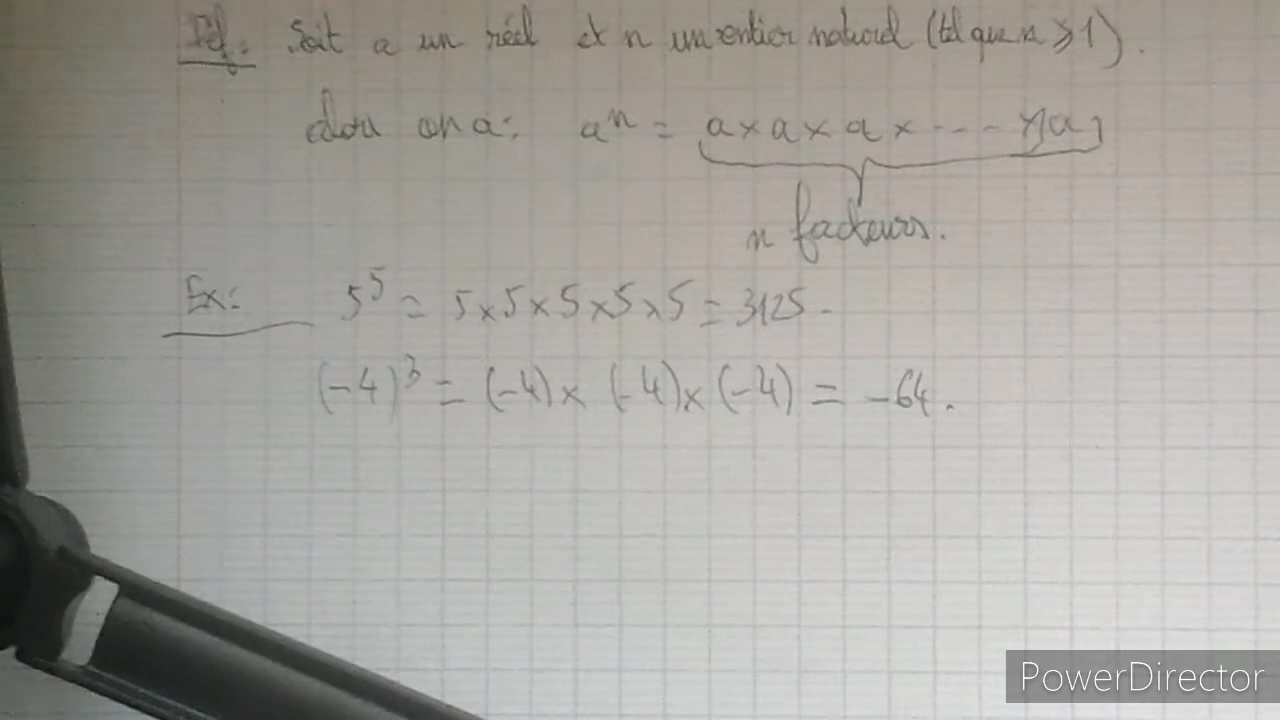 Def: Soit a un réel et n un entier naturel (tel que n ⩾ 1).
alors on a: aⁿ = a × a × a × --- × a
n facteurs.
Ex: 5⁵ = 5 × 5 × 5 × 5 × 5 = 3125.
(-4)³ = (-4) × (-4) × (-4) = -64.
PowerDirector